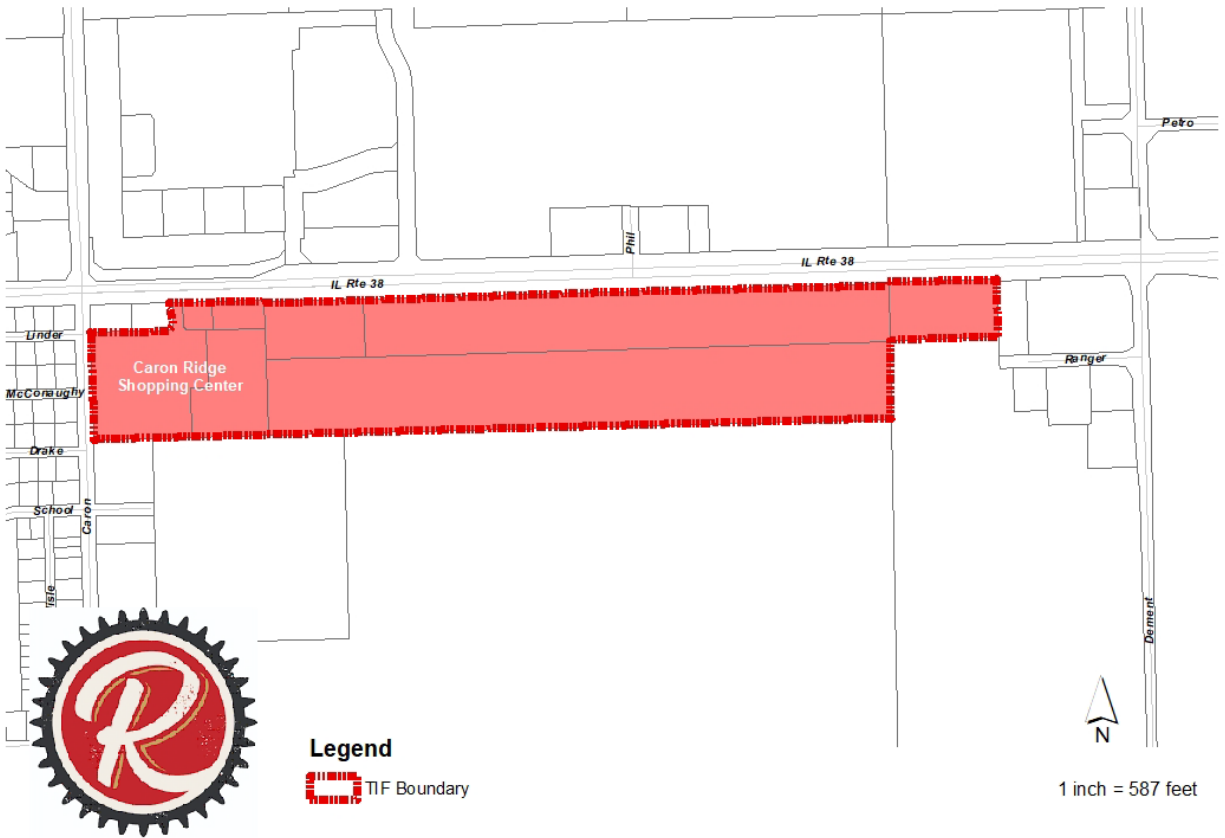 Petro
Phil
IL Rte 38
IL Rte 38
Linder
Ranger
Caron Ridge
Shopping Center
McConaughy
Drake
School
Caron
Dement
R
N
Legend
TIF Boundary
1 inch = 587 feet